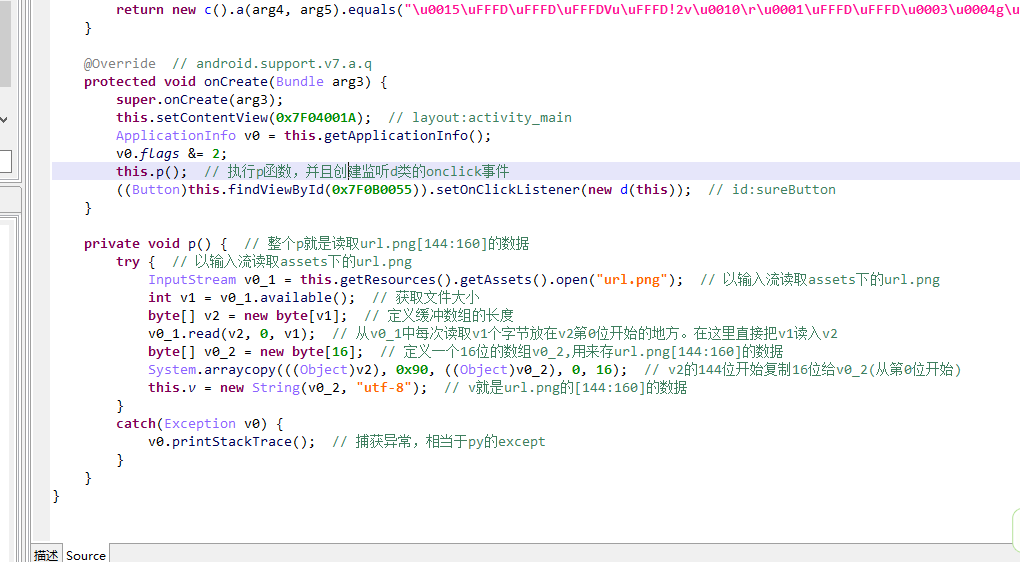 return new c().a(arg4, arg5).equals("\u0015\uFFFD\uFFFD\uFFFDVu\uFFFD!2v\u0010\r\u0001\uFFFD\uFFFD\u0003\u0004g\u
}
@Override  // android.support.v7.a.q
protected void onCreate(Bundle arg3) {
super.onCreate(arg3);
this.setContentView(0x7F04001A);  // layout:activity_main
ApplicationInfo v0 = this.getApplicationInfo();
v0.flags &= 2;
this.p();  // 执行p函数，并且创建监听d类的onclick事件
((Button)this.findViewById(0x7F0B0055)).setOnClickListener(new d(this));  // id:sureButton
}
private void p() {  // 整个p就是读取url.png[144:160]的数据
try {  // 以输入流读取assets下的url.png
InputStream v0_1 = this.getResources().getAssets().open("url.png");  // 以输入流读取assets下的url.png
int v1 = v0_1.available();  // 获取文件大小
byte[] v2 = new byte[v1];  // 定义缓冲数组的长度
v0_1.read(v2, 0, v1);  // 从v0_1中每次读取v1个字节放在v2第0位开始的地方。在这里直接把v1读入v2
byte[] v0_2 = new byte[16];  // 定义一个16位的数组v0_2,用来存url.png[144:160]的数据
System.arraycopy(((Object)v2), 0x90, ((Object)v0_2), 0, 16);  // v2的144位开始复制16位给v0_2(从第0位开始)
this.v = new String(v0_2, "utf-8");  // v就是url.png的[144:160]的数据
}
catch(Exception v0) {
v0.printStackTrace();  // 捕获异常，相当于py的except
}
}
}
描述 Source